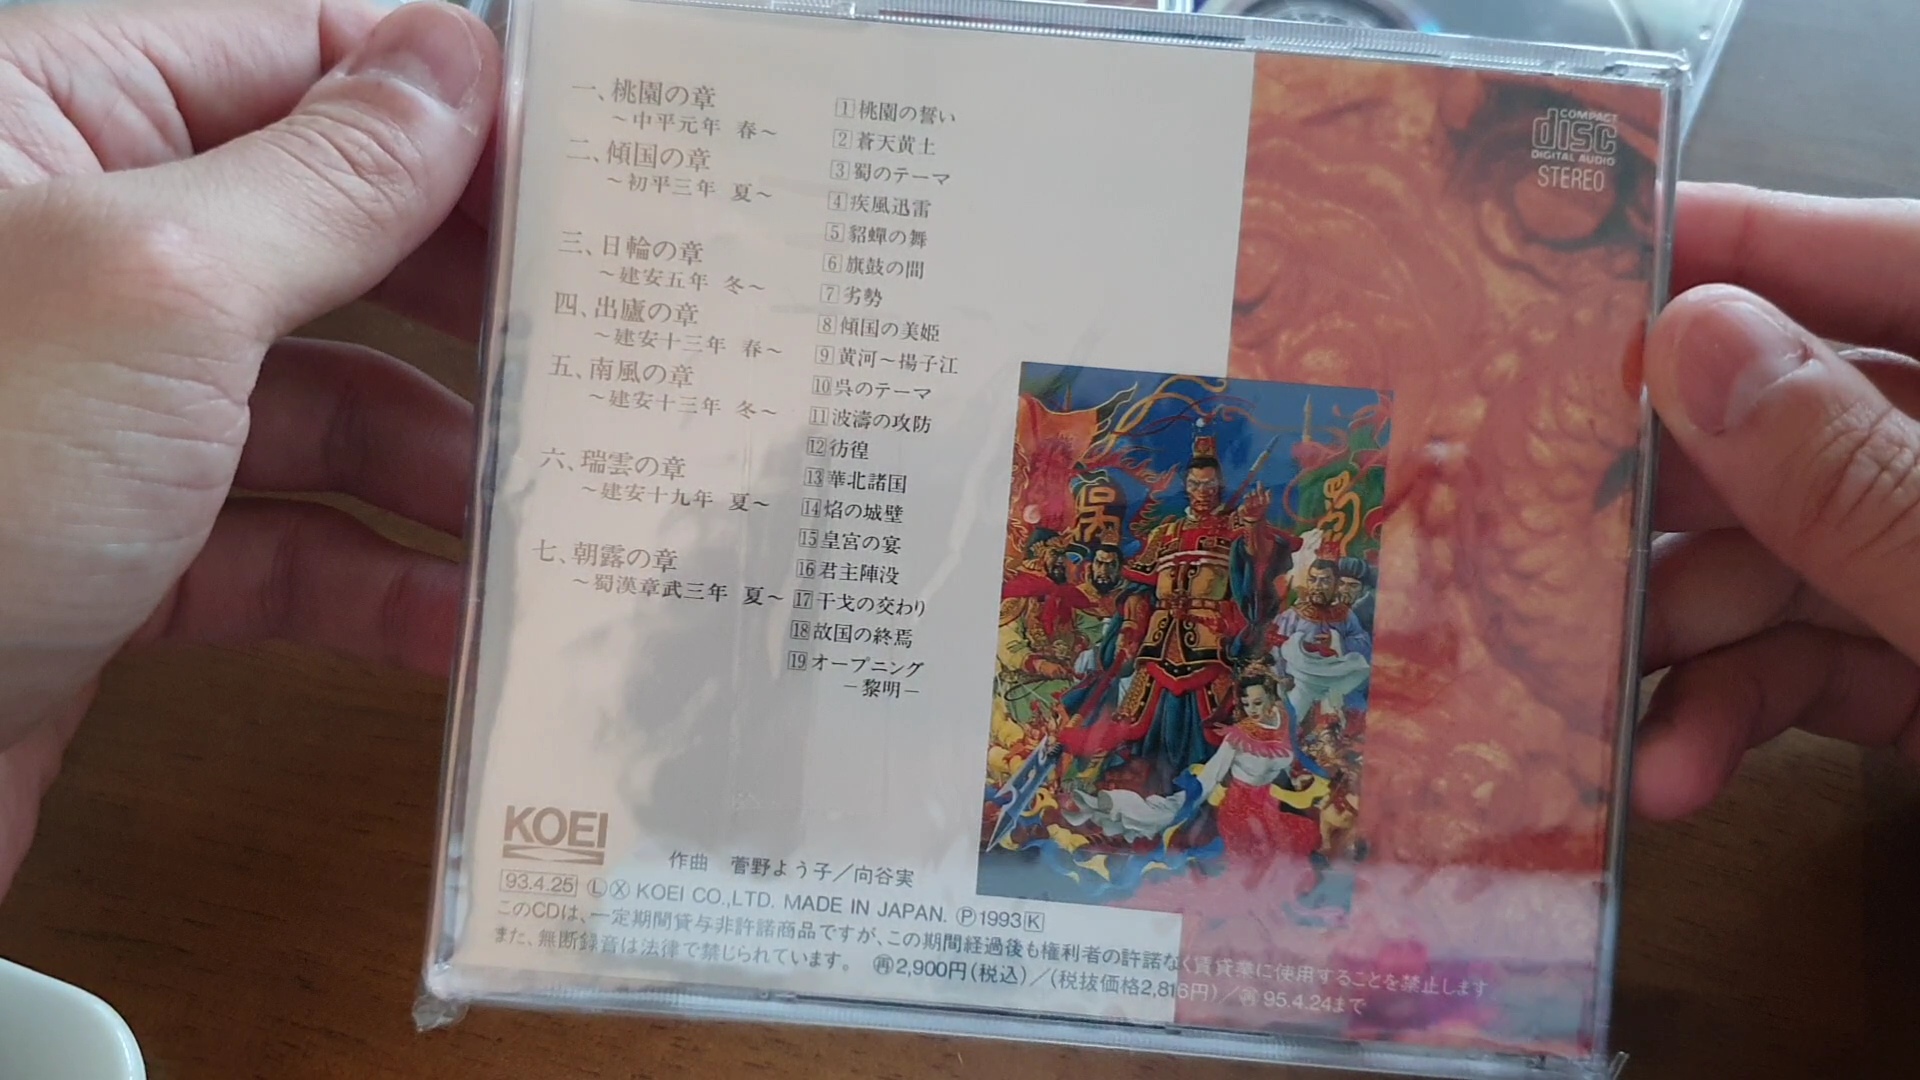 一、桃園の章
～中平元年 春～
二、傾国の章
～初平三年 夏～
三、日輪の章
～建安五年 冬～
四、出廬の章
～建安十三年 春～
五、南風の章
～建安十三年 冬～
六、瑞雲の章
～建安十九年 夏～
七、朝露の章
～蜀漢章武三年 夏～
1 桃園の誓い
2 蒼天黄土
3 蜀のテーマ
4 疾風迅雷
5 貂蟬の舞
6 旗鼓の間
7 劣勢
8 傾国の美姫
9 黄河～揚子江
10 呉のテーマ
11 波濤の攻防
12 彷徨
13 華北諸国
14 焰の城壁
15 皇宮の宴
16 君主陣没
17 干戈の交わり
18 故国の終焉
19 オープニング
－黎明－
COMPACT
disc
DIGITAL AUDIO
STEREO
呉
蜀
KOEI
作曲 菅野よう子／向谷実
93.4.25 Ⓛ Ⓧ KOEI CO.,LTD. MADE IN JAPAN. Ⓟ1993 K
このCDは、一定期間貸与非許諾商品ですが、この期間経過後も権利者の許諾なく賃貸業に使用することを禁止します。
また、無断録音は法律で禁じられています。 再2,900円(税込)／(税抜価格2,816円)／再95.4.24まで